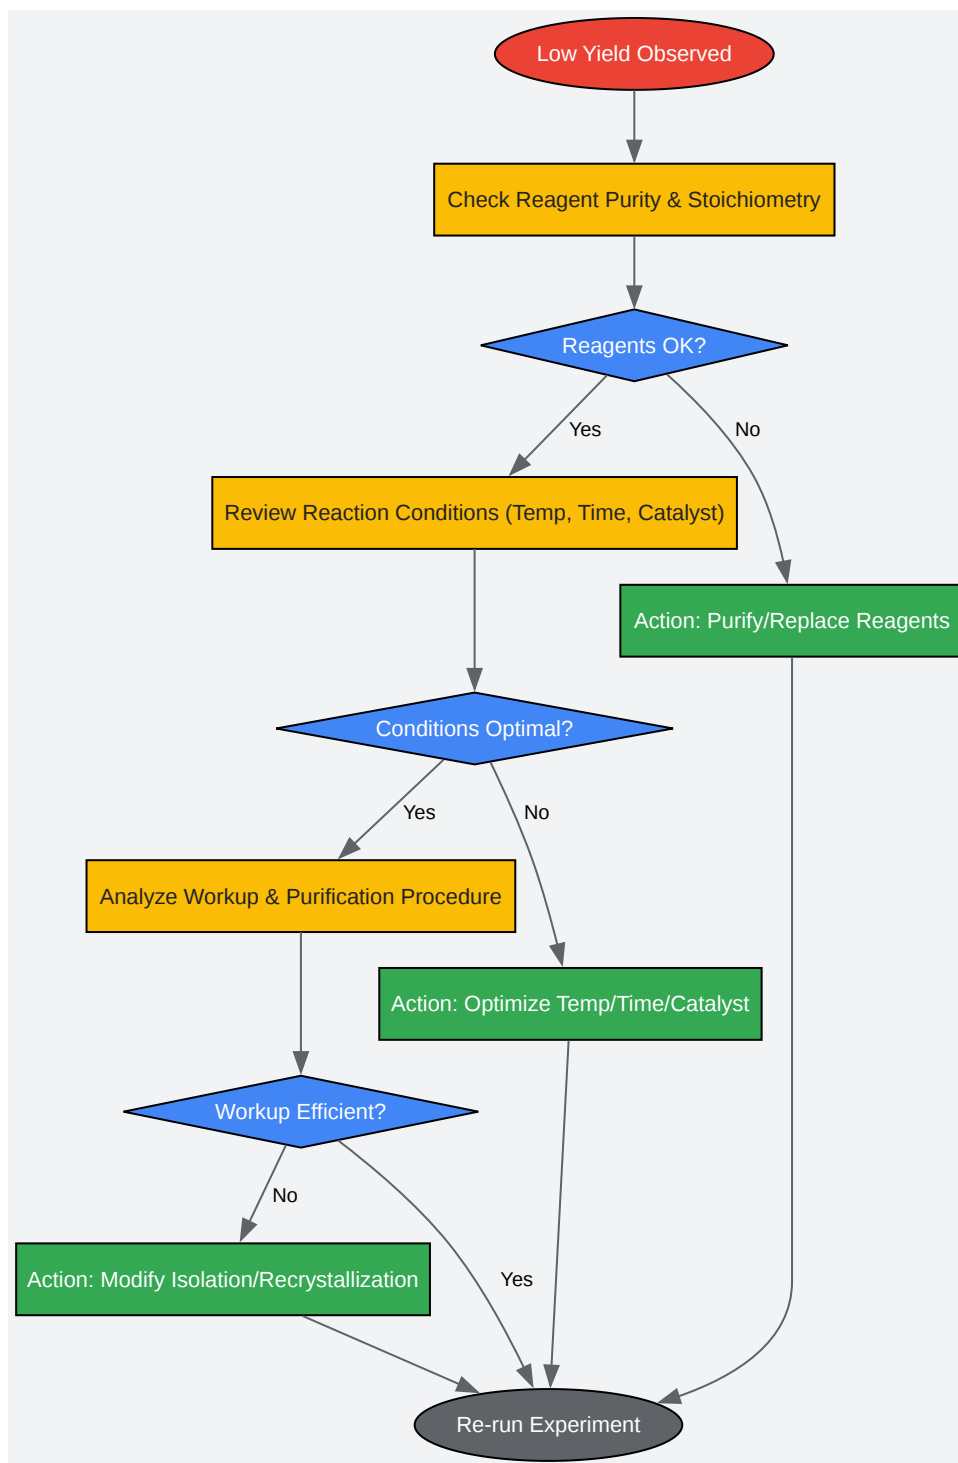 Low Yield Observed
Check Reagent Purity & Stoichiometry
Reagents OK?
Yes
No
Review Reaction Conditions (Temp, Time, Catalyst)
Action: Purify/Replace Reagents
Conditions Optimal?
Yes
No
Analyze Workup & Purification Procedure
Action: Optimize Temp/Time/Catalyst
Workup Efficient?
No
Action: Modify Isolation/Recrystallization
Yes
Re-run Experiment